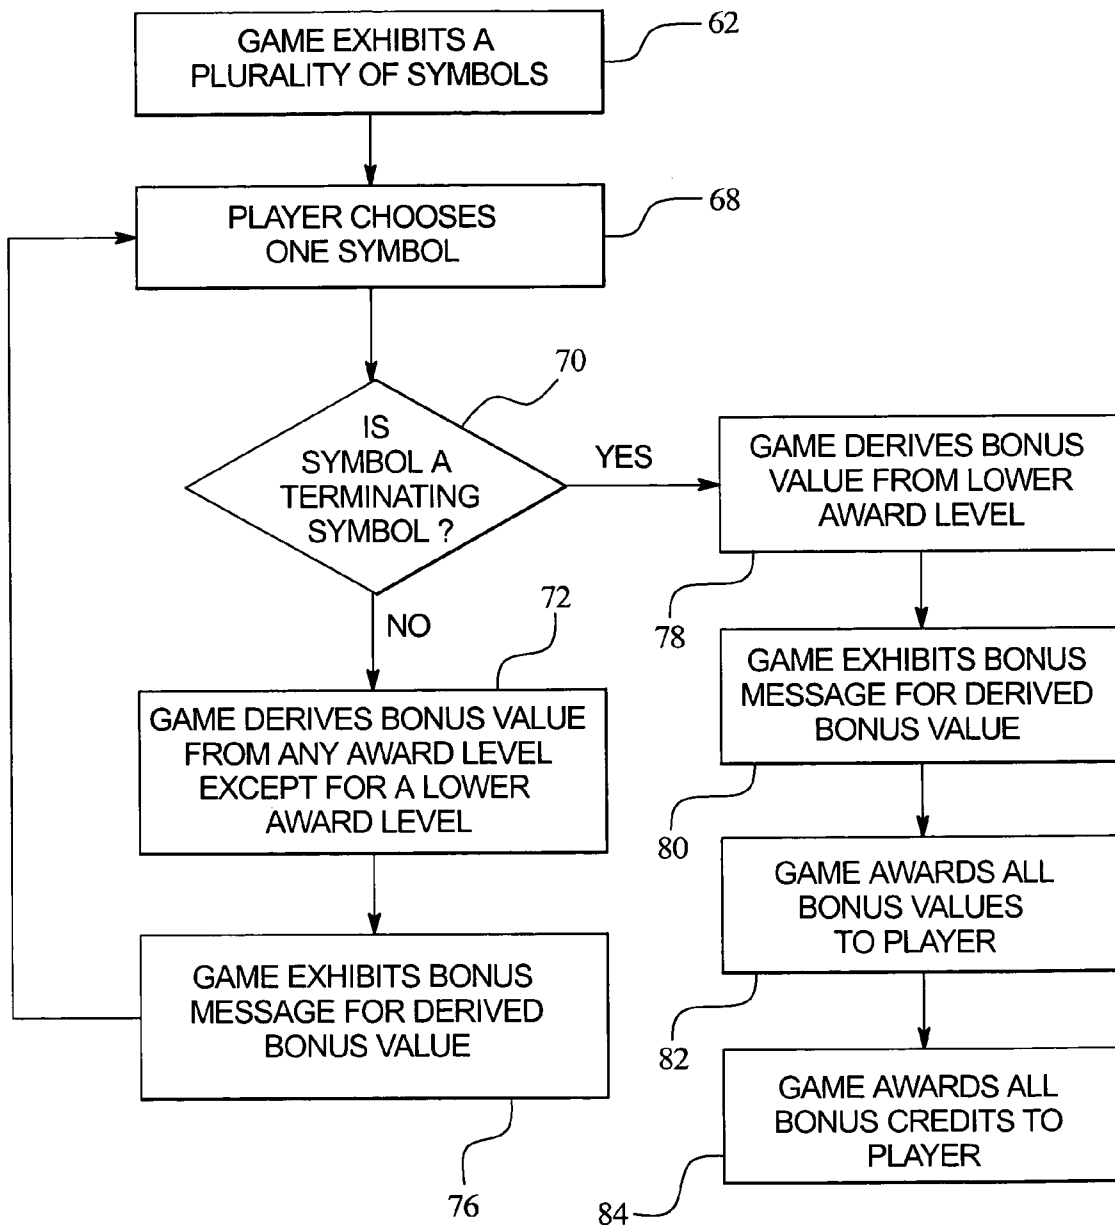 GAME EXHIBITS A
PLURALITY OF SYMBOLS
62
PLAYER CHOOSES
ONE SYMBOL
68
IS
SYMBOL A
TERMINATING
SYMBOL ?
70
YES
NO
GAME DERIVES BONUS VALUE
FROM ANY AWARD LEVEL
EXCEPT FOR A LOWER
AWARD LEVEL
72
GAME EXHIBITS BONUS
MESSAGE FOR DERIVED
BONUS VALUE
76
GAME DERIVES BONUS
VALUE FROM LOWER
AWARD LEVEL
78
GAME EXHIBITS BONUS
MESSAGE FOR DERIVED
BONUS VALUE
80
GAME AWARDS ALL
BONUS VALUES
TO PLAYER
82
GAME AWARDS ALL
BONUS CREDITS TO
PLAYER
84